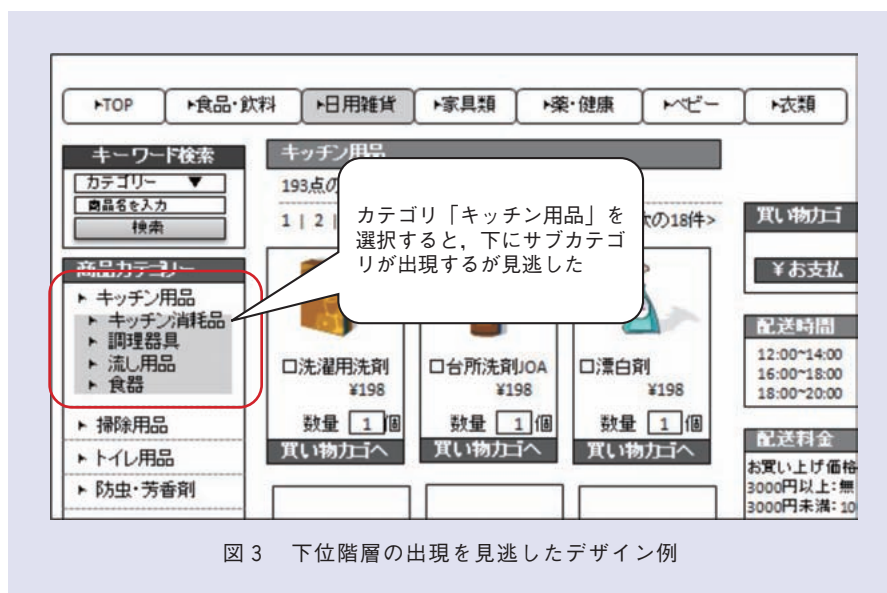 ▶TOP
▶食品・飲料
▶日用雑貨
▶家具類
▶薬・健康
▶ベビー
▶衣類
キーワード検索
カテゴリー ▼
商品名を入力
検索
商品カテゴリー
▶ キッチン用品
▶ キッチン消耗品
▶ 調理器具
▶ 流し用品
▶ 食器
▶ 掃除用品
▶ トイレ用品
▶ 防虫・芳香剤
キッチン用品
193点の
1 | 2 |
の18件>
カテゴリ「キッチン用品」を
選択すると,下にサブカテゴ
リが出現するが見逃した
口洗濯用洗剤
¥198
数量 1 個
買い物カゴへ
口台所洗剤JOA
¥198
数量 1 個
買い物カゴへ
口漂白剤
¥198
数量 1 個
買い物カゴへ
買い物カゴ
¥お支払
配送時間
12:00~14:00
16:00~18:00
18:00~20:00
配送料金
お買い上げ価格
3000円以上:無
3000円未満:10
図3 下位階層の出現を見逃したデザイン例